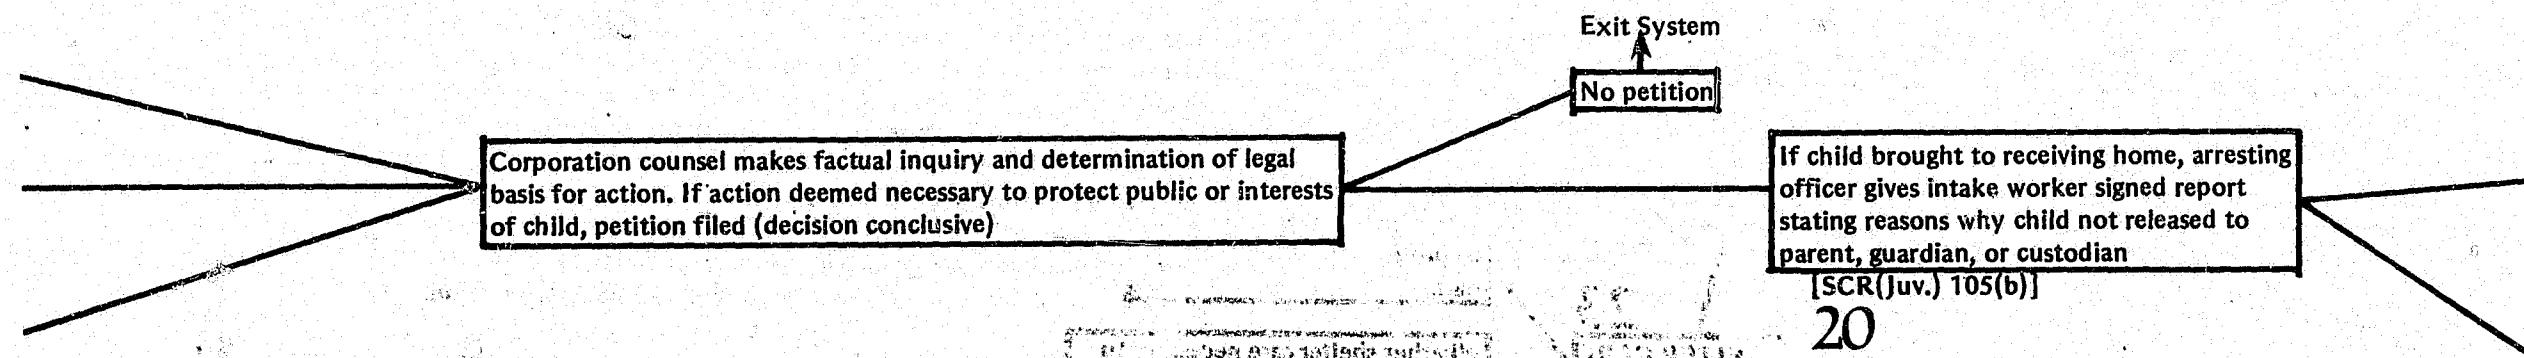 Exit System
No petition
Corporation counsel makes factual inquiry and determination of legal
basis for action. If action deemed necessary to protect public or interests
of child, petition filed (decision conclusive)
If child brought to receiving home, arresting
officer gives intake worker signed report
stating reasons why child not released to
parent, guardian, or custodian
[SCR(Juv.) 105(b)]
20